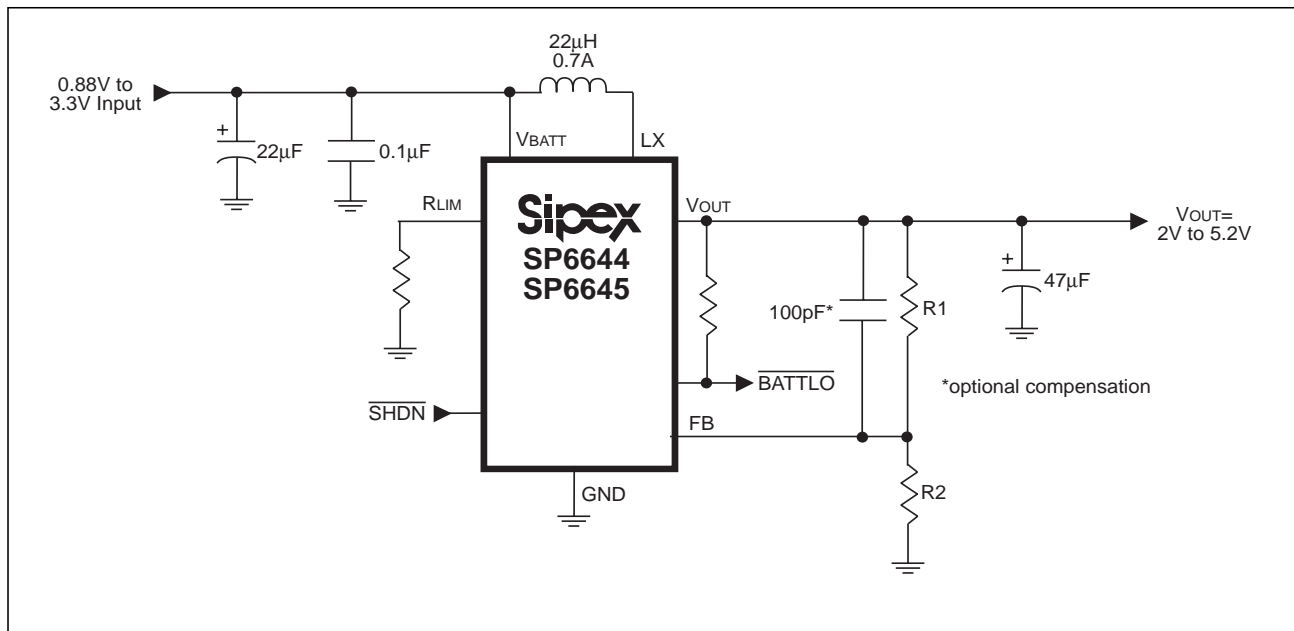 22μH
0.7A
0.88V to
3.3V Input
+
22μF
0.1μF
VBATT
LX
RLIM
Sipex
SP6644
SP6645
VOUT
VOUT=
2V to 5.2V
+
47μF
100pF*
R1
BATTLO
*optional compensation
SHDN
FB
GND
R2